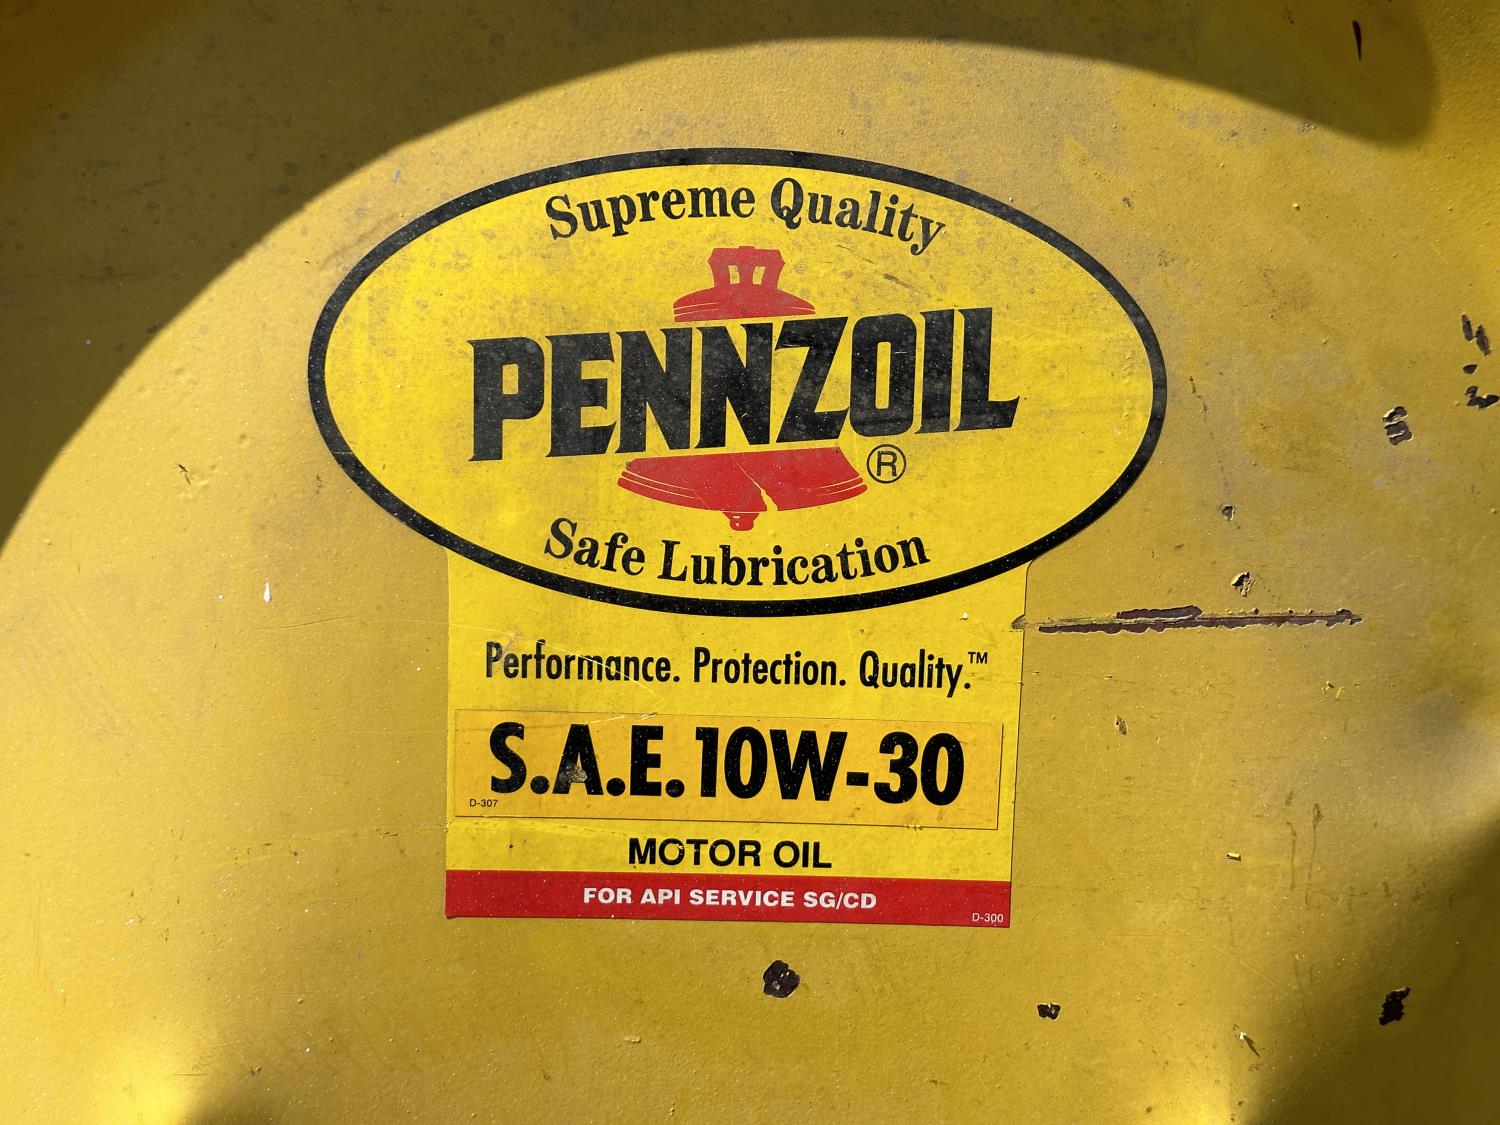 Supreme Quality
PENNZOIL
®
Safe Lubrication
Performance. Protection. Quality.™
S.A.E. 10W-30
D-307
MOTOR OIL
FOR API SERVICE SG/CD
D-300